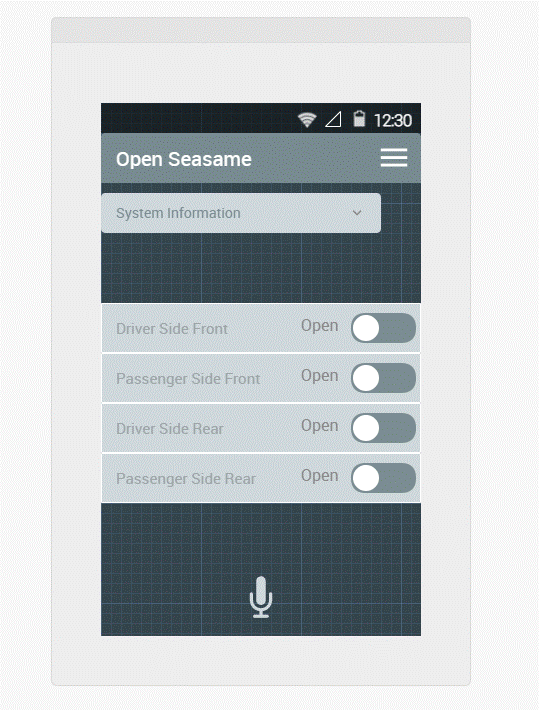 12:30
Open Seasame
System Information
Driver Side Front Open
Passenger Side Front Open
Driver Side Rear Open
Passenger Side Rear Open